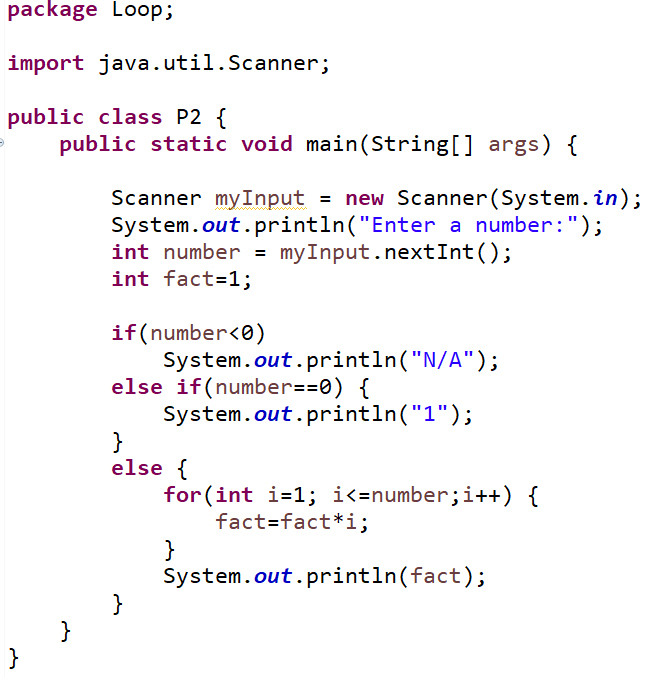 package Loop;
import java.util.Scanner;
public class P2 {
    public static void main(String[] args) {
        Scanner myInput = new Scanner(System.in);
        System.out.println("Enter a number:");
        int number = myInput.nextInt();
        int fact=1;
        if(number<0)
            System.out.println("N/A");
        else if(number==0) {
            System.out.println("1");
        }
        else {
            for(int i=1; i<=number;i++) {
                fact=fact*i;
            }
            System.out.println(fact);
        }
    }
}